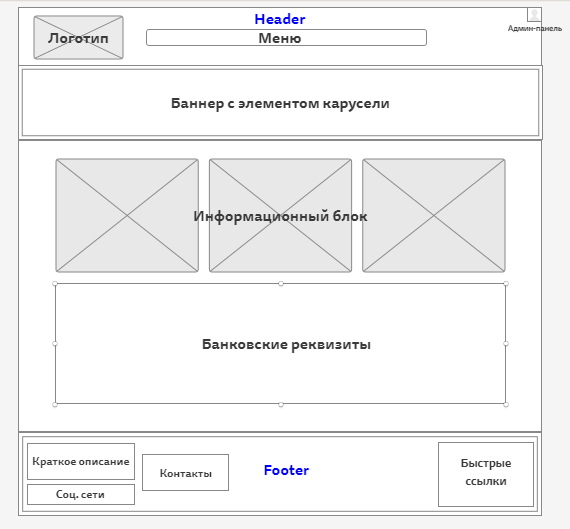 Header
Логотип
Меню
Админ-панель
Баннер с элементом карусели
Информационный блок
Банковские реквизиты
Краткое описание
Соц. сети
Контакты
Footer
Быстрые
ссылки